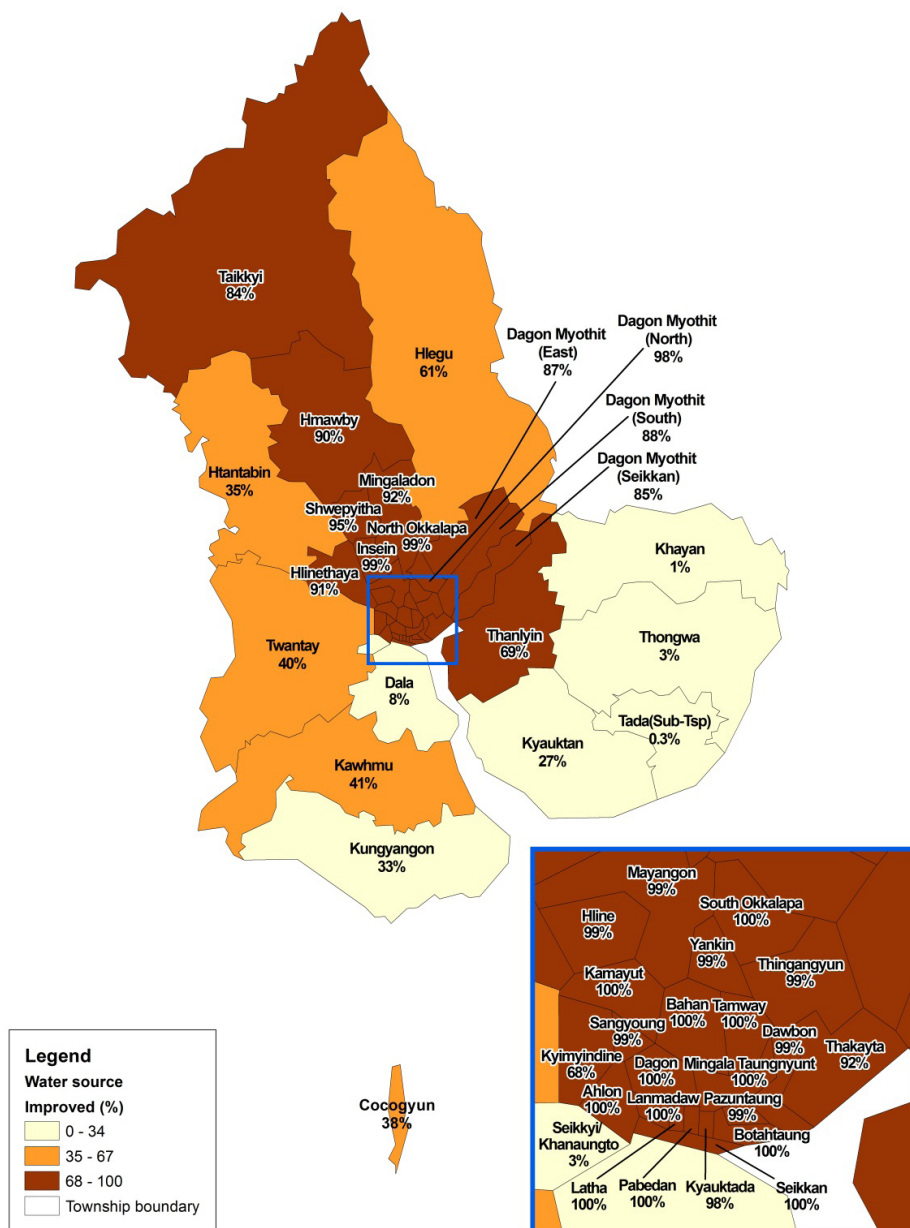 Taikkyi
84%
Hlegu
61%
Dagon Myothit
(East)
87%
Dagon Myothit
(North)
98%
Dagon Myothit
(South)
88%
Dagon Myothit
(Seikkan)
85%
Hmawby
90%
Htantabin
35%
Mingaladon
92%
Shwepyitha
95%
North Okkalapa
99%
Insein
99%
Hlinethaya
91%
Khayan
1%
Thongwa
3%
Thanlyin
69%
Twantay
40%
Dala
8%
Tada(Sub-Tsp)
0.3%
Kyauktan
27%
Kawhmu
41%
Kungyangon
33%
Cocogyun
38%
Mayangon
99%
South Okkalapa
100%
Hline
99%
Yankin
99%
Thingangyun
99%
Kamayut
100%
Bahan
100%
Tamway
100%
Sangyoung
99%
Dawbon
99%
Thakayta
92%
Kyimyindine
68%
Dagon
100%
Mingala Taungnyunt
100%
Ahlon
100%
Lanmadaw
100%
Pazuntaung
99%
Botahtaung
100%
Seikkyi/
Khanaungto
3%
Latha
100%
Pabedan
100%
Kyauktada
98%
Seikkan
100%
Legend
Water source
Improved (%)
0 - 34
35 - 67
68 - 100
Township boundary